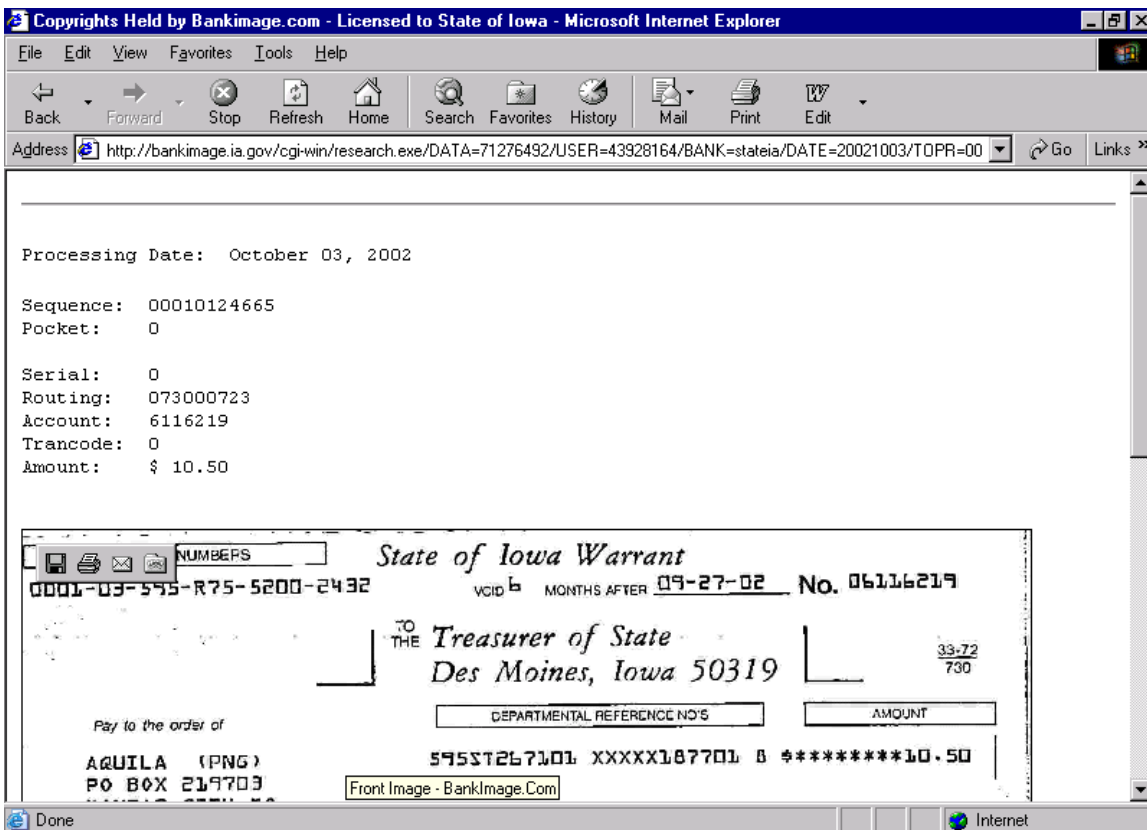 Copyrights Held by Bankimage.com - Licensed to State of Iowa - Microsoft Internet Explorer
File Edit View Favorites Tools Help
Back Forward Stop Refresh Home Search Favorites History Mail Print Edit
Address http://bankimage.ia.gov/cgi-win/research.exe/DATA=71276492/USER=43928164/BANK=stateia/DATE=20021003/TOPR=00 Go Links »
Processing Date: October 03, 2002
Sequence: 00010124665
Pocket: 0
Serial: 0
Routing: 073000723
Account: 6116219
Trancode: 0
Amount: $ 10.50
NUMBERS State of Iowa Warrant
0001-03-595-R75-5200-2432 VOID 6 MONTHS AFTER 09-27-02 No. 06116219
TO THE Treasurer of State
Des Moines, Iowa 50319
33-72
730
Pay to the order of DEPARTMENTAL REFERENCE NO'S AMOUNT
AQUILA (PNG) 595ST267101 XXXXX187701 8 $*********10.50
PO BOX 219703
Front Image - BankImage.Com
Done Internet